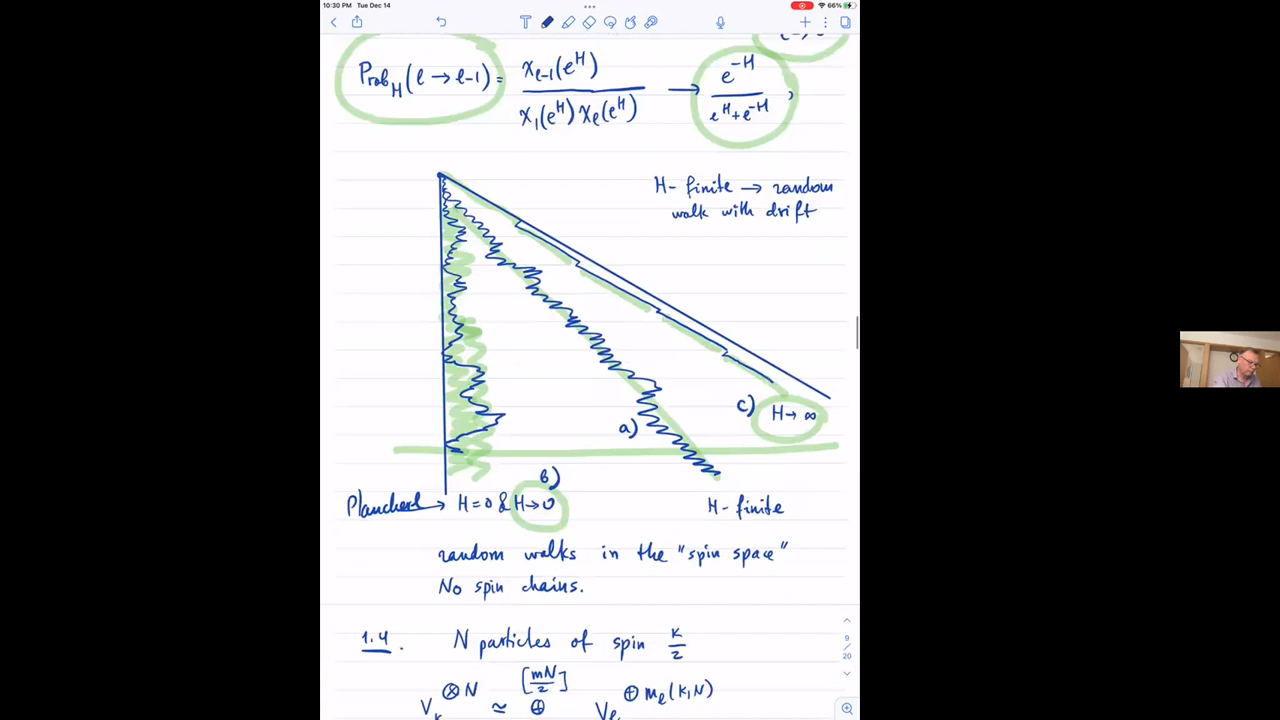 10:30 PM Tue Dec 14
66%
Prob_H (l → l-1) = χ_{l-1}(e^H) / χ_1(e^H) χ_l(e^H) → e^{-H} / e^H + e^{-H} ,
H - finite → random
walk with drift
c) H → ∞
a)
b)
Plancherel → H = 0 & H → 0
H - finite
random walks in the "spin space"
No spin chains.
1.4. N particles of spin k/2
V_k^{⊗N} ≃ ⊕^{[mN/2]} V_l^{⊕ m_l(k,N)}
9
/
20